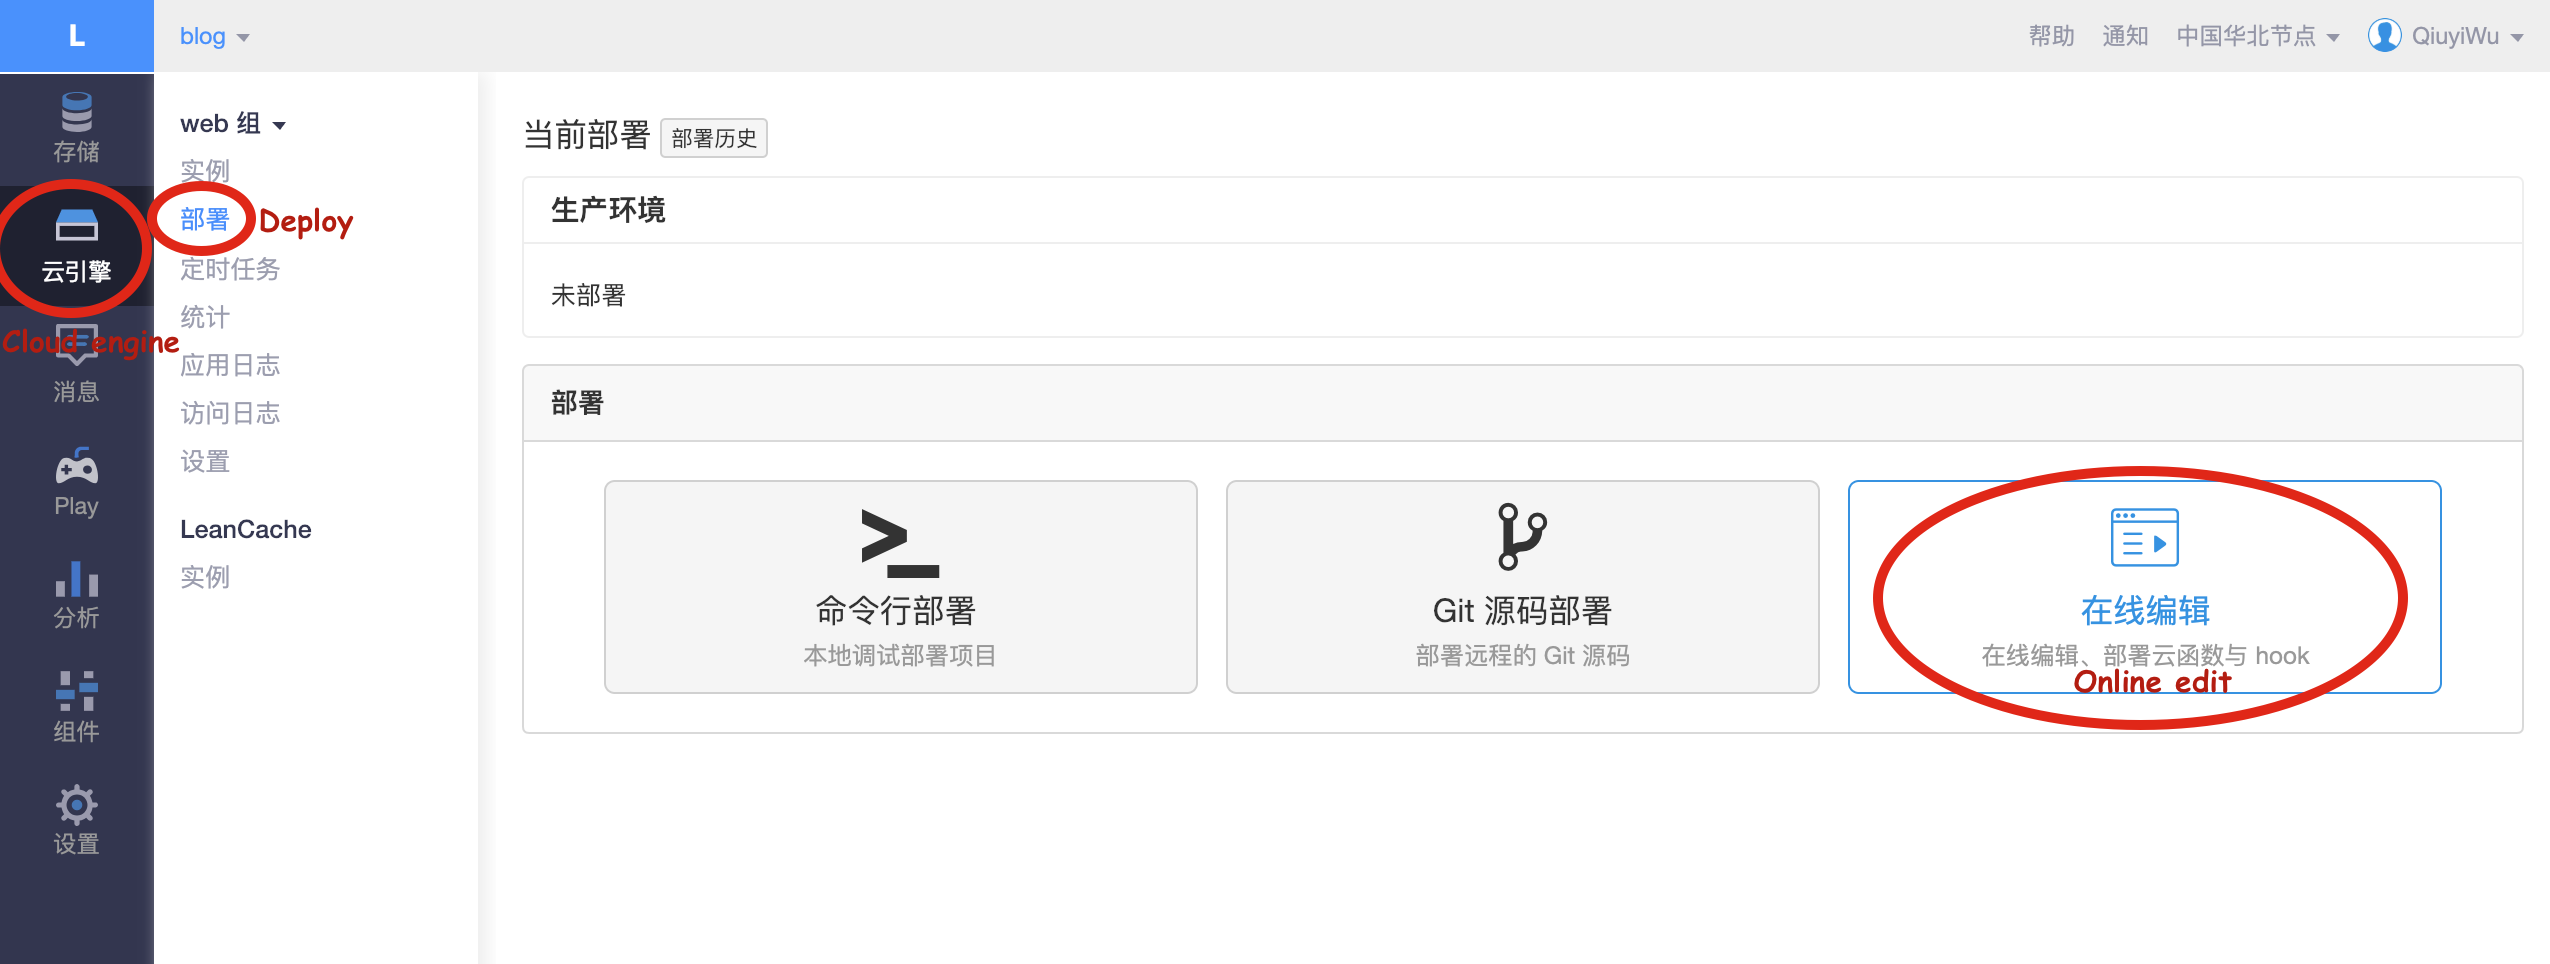 L
blog
帮助 通知 中国华北节点 QiuyiWu
存储
云引擎
Cloud engine
消息
Play
分析
组件
设置
web 组
实例
部署 Deploy
定时任务
统计
应用日志
访问日志
设置
LeanCache
实例
当前部署 部署历史
生产环境
未部署
部署
命令行部署
本地调试部署项目
Git 源码部署
部署远程的 Git 源码
在线编辑
在线编辑、部署云函数与 hook
Online edit